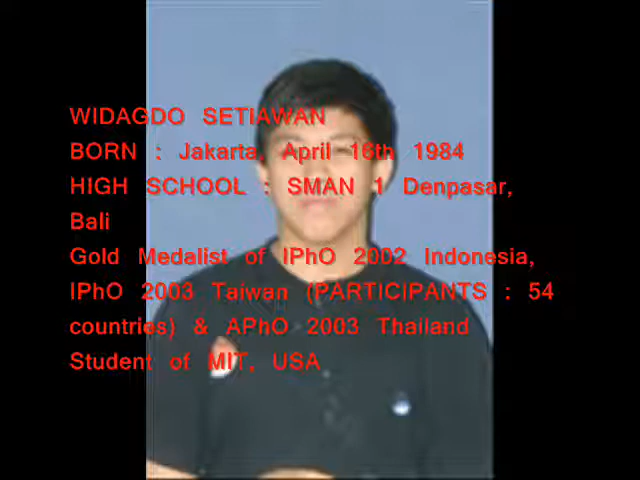 WIDAGDO SETIAWAN
BORN : Jakarta, April 16th 1984
HIGH SCHOOL : SMAN 1 Denpasar,
Bali
Gold Medalist of IPhO 2002 Indonesia,
IPhO 2003 Taiwan (PARTICIPANTS : 54
countries) & APhO 2003 Thailand
Student of MIT, USA